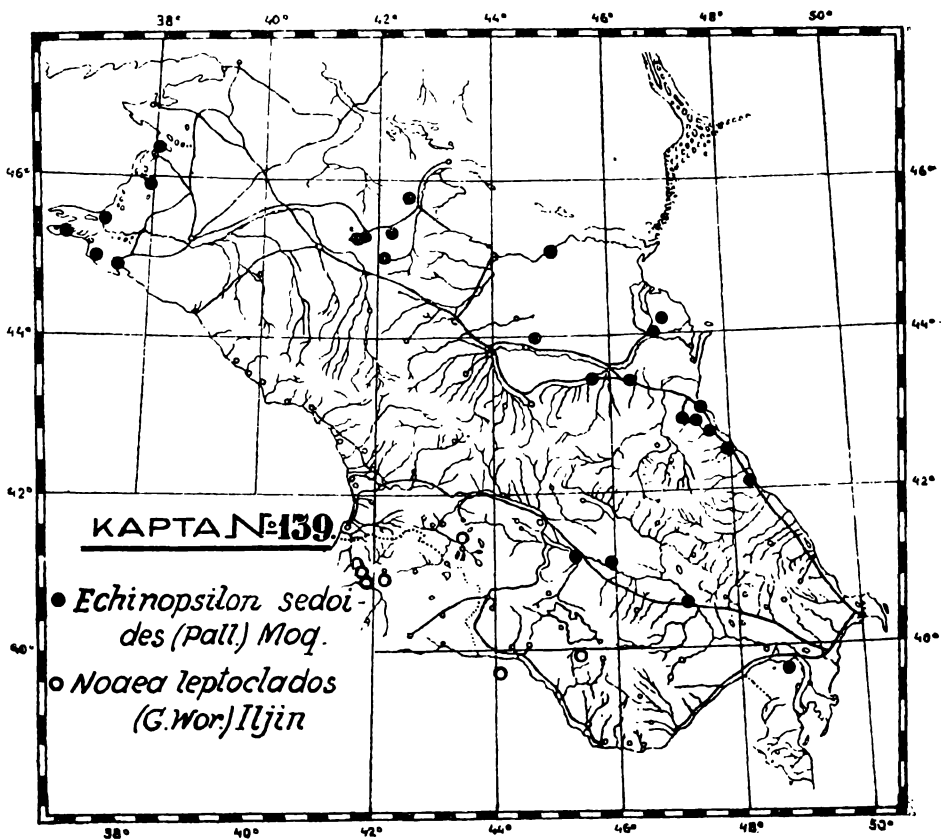 38° 40° 42° 44° 46° 48° 50°
46° 46°
44° 44°
42° 42°
КАРТА №139.
Echinopsilon sedoi-
des (Pall.) Moq.
40° 40°
Noaea leptoclados
(G.Wor.) Iljin
38° 40° 42° 44° 46° 48° 50°